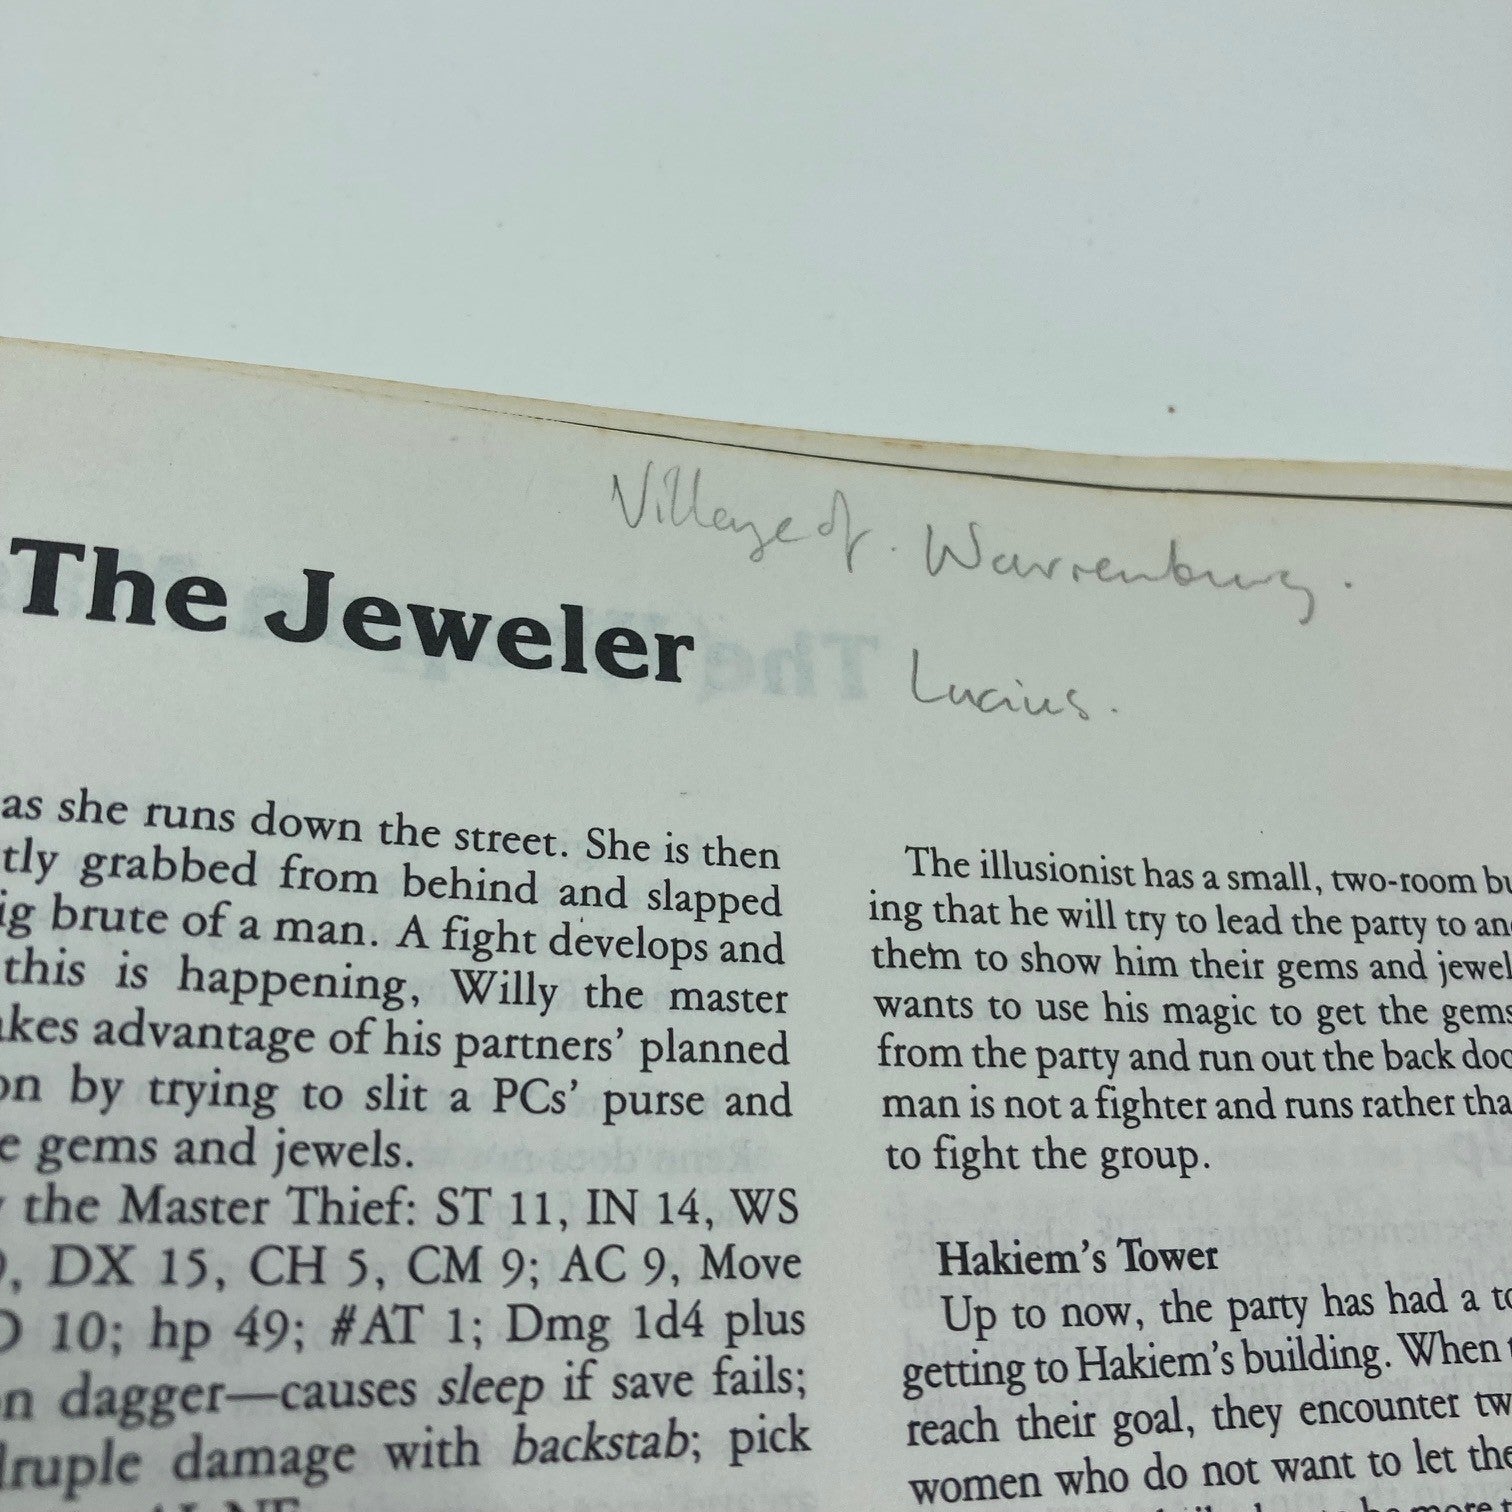 Village of. Warrenburg.
The Jeweler
Lucius.
as she runs down the street. She is then
tly grabbed from behind and slapped
ig brute of a man. A fight develops and
this is happening, Willy the master
kes advantage of his partners' planned
on by trying to slit a PCs' purse and
e gems and jewels.
the Master Thief: ST 11, IN 14, WS
, DX 15, CH 5, CM 9; AC 9, Move
D 10; hp 49; #AT 1; Dmg 1d4 plus
n dagger—causes sleep if save fails;
druple damage with backstab; pick
The illusionist has a small, two-room bu
ing that he will try to lead the party to an
them to show him their gems and jewel
wants to use his magic to get the gems
from the party and run out the back doo
man is not a fighter and runs rather tha
to fight the group.
Hakiem's Tower
Up to now, the party has had a to
getting to Hakiem's building. When
reach their goal, they encounter tw
women who do not want to let the